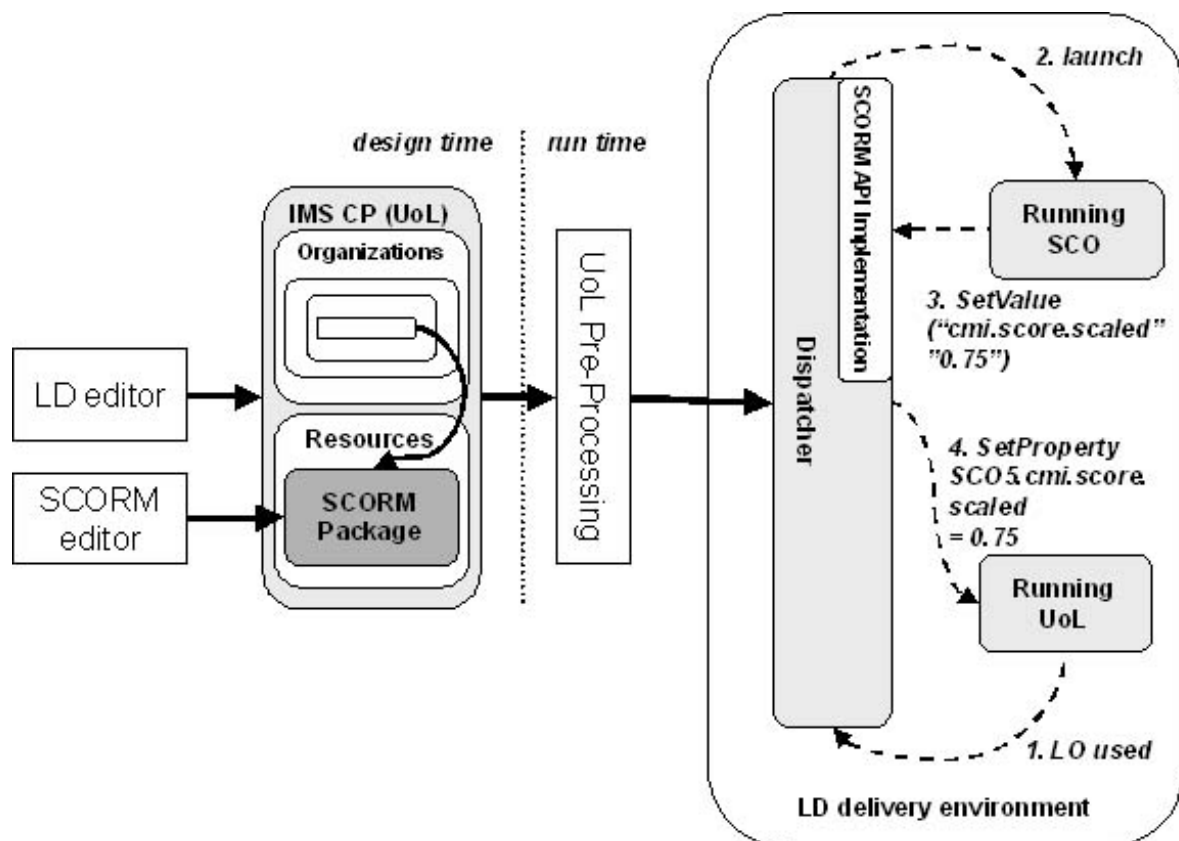 design time
run time
IMS CP (UoL)
Organizations
Resources
SCORM
Package
LD editor
SCORM
editor
UoL Pre-Processing
Dispatcher
SCORM API Implementation
2. launch
Running
SCO
3. SetValue
(“cmi.score.scaled”
”0.75”)
4. SetProperty
SCO5.cmi.score.
scaled
= 0.75
Running
UoL
1. LO used
LD delivery environment